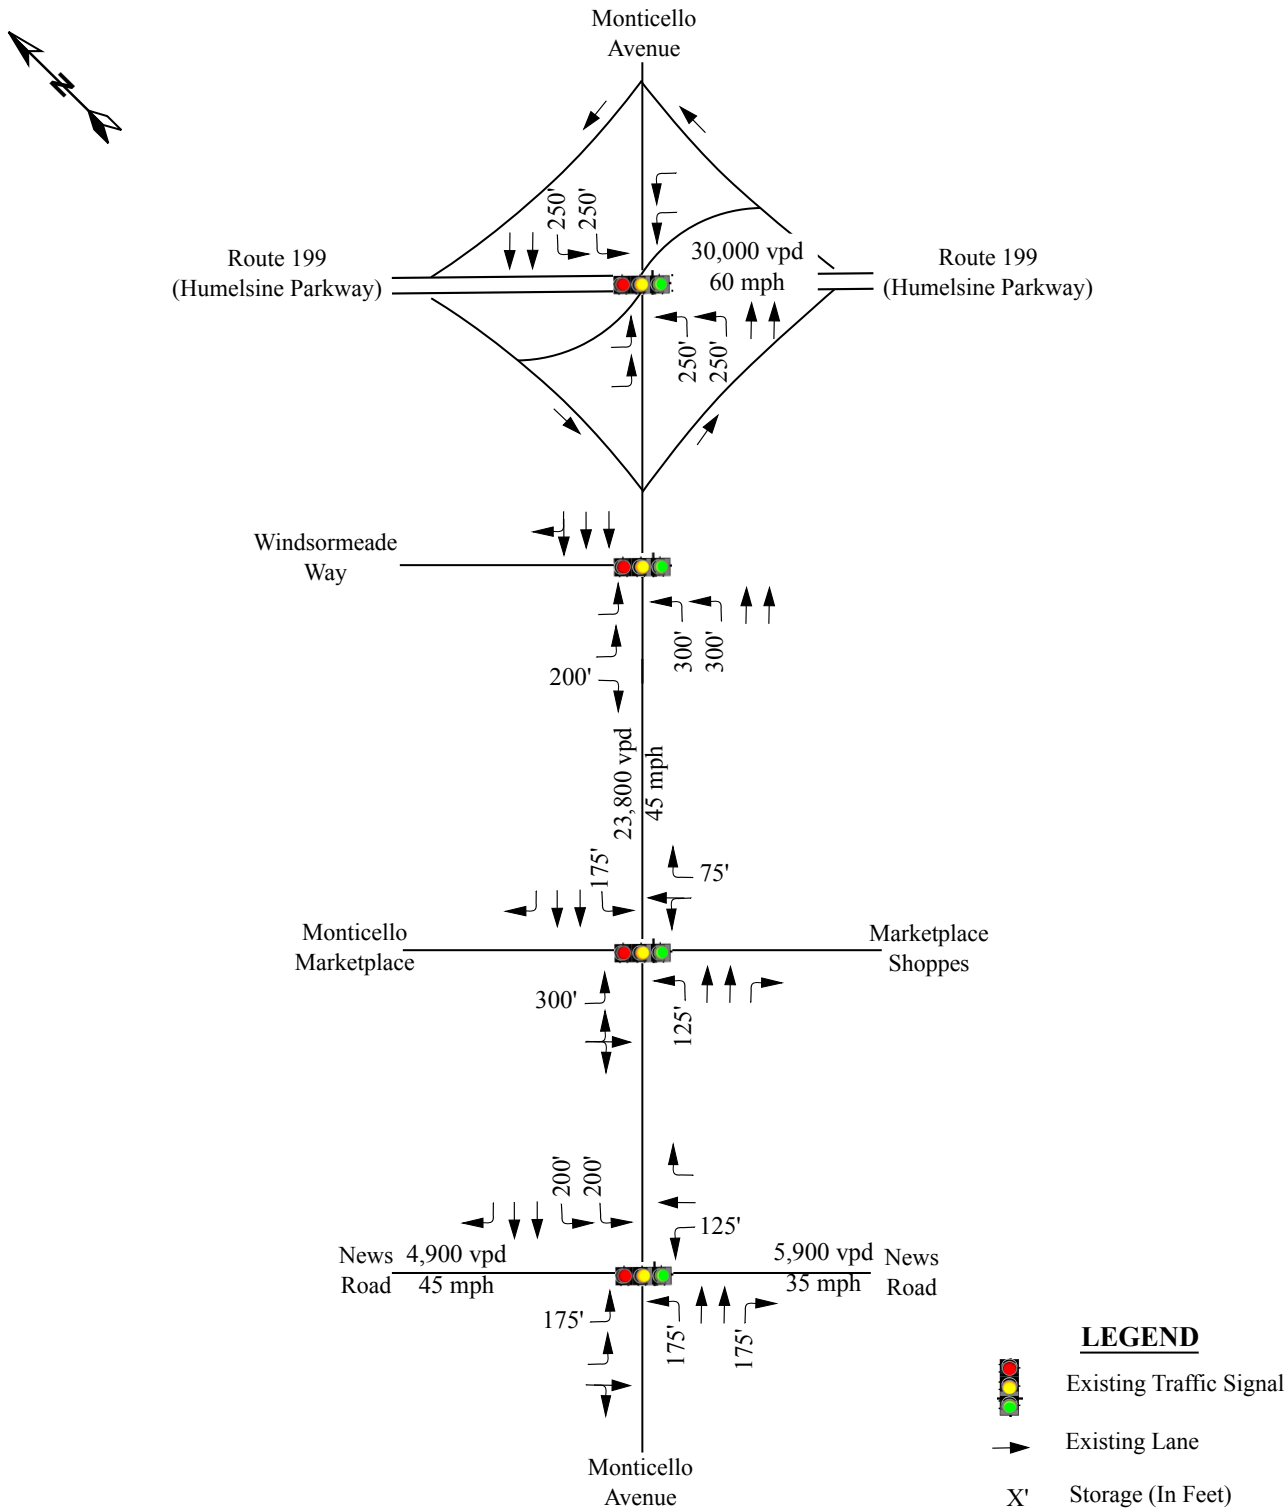 Monticello
Avenue
N
250'
250'
Route 199
(Humelsine Parkway)
30,000 vpd
60 mph
Route 199
(Humelsine Parkway)
250'
250'
Windsormeade
Way
300'
300'
200'
23,800 vpd
45 mph
175'
75'
Monticello
Marketplace
Marketplace
Shoppes
300'
125'
200'
200'
125'
News
Road
4,900 vpd
45 mph
5,900 vpd
35 mph
News
Road
175'
175'
175'
LEGEND
Existing Traffic Signal
Existing Lane
X' Storage (In Feet)
Monticello
Avenue